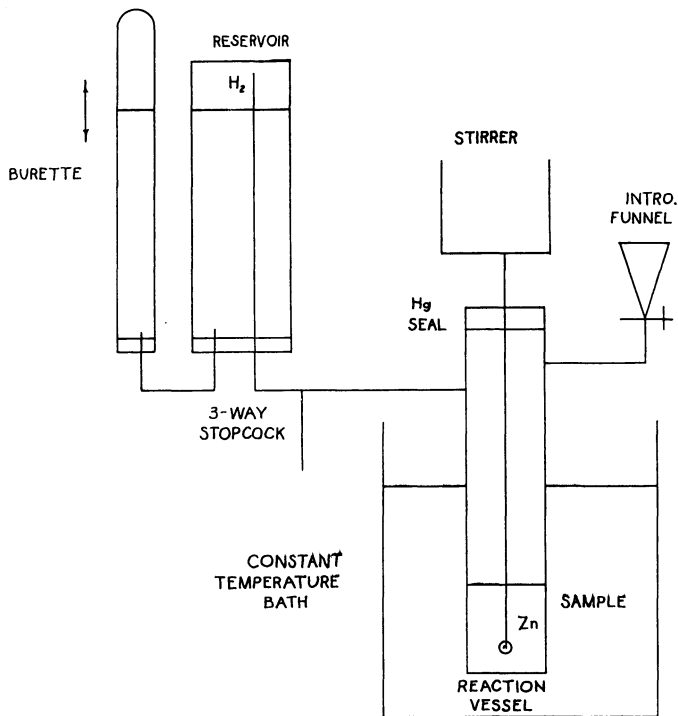 RESERVOIR
H2
BURETTE
STIRRER
INTRO.
FUNNEL
Hg
SEAL
3-WAY
STOPCOCK
CONSTANT
TEMPERATURE
BATH
SAMPLE
Zn
REACTION
VESSEL